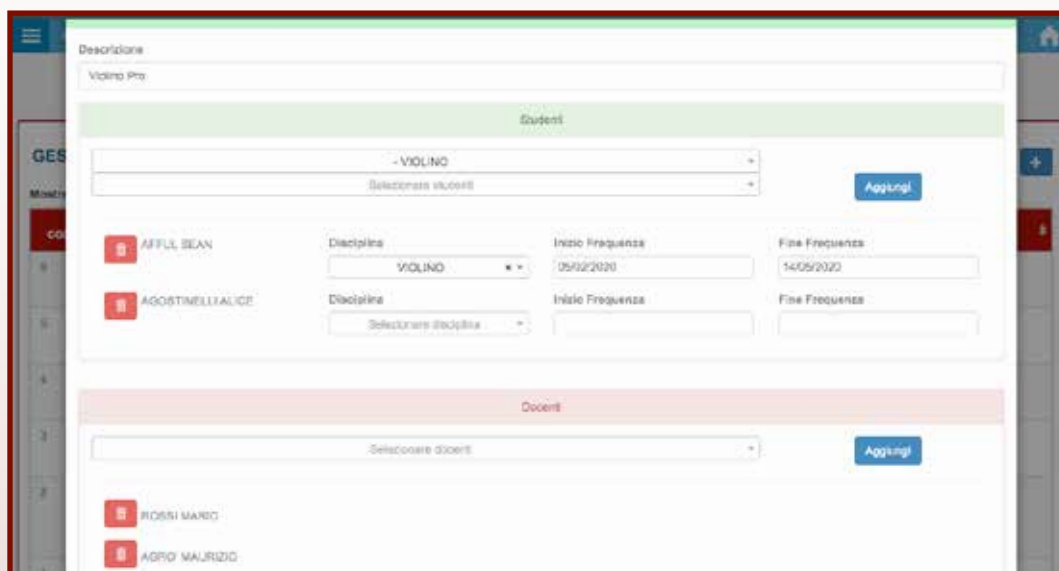 Descrizione
Violino Pro
Studenti
GES
- VIOLINO
Selezionare studenti
Aggiungi
Mostra
AFFUL SEAN
Disciplina
Inizio Frequenza
Fine Frequenza
VIOLINO
05/02/2020
14/05/2020
AGOSTINELLI ALICE
Disciplina
Inizio Frequenza
Fine Frequenza
Selezionare disciplina
Docenti
Selezionare docenti
Aggiungi
ROSSI MARIO
AGRO' MAURIZIO